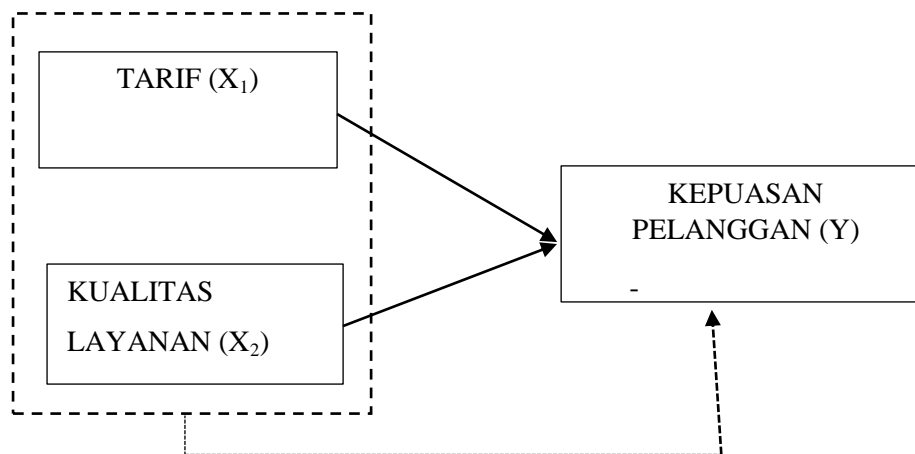 TARIF (X₁)
KEPUASAN
PELANGGAN (Y)
-
KUALITAS
LAYANAN (X₂)